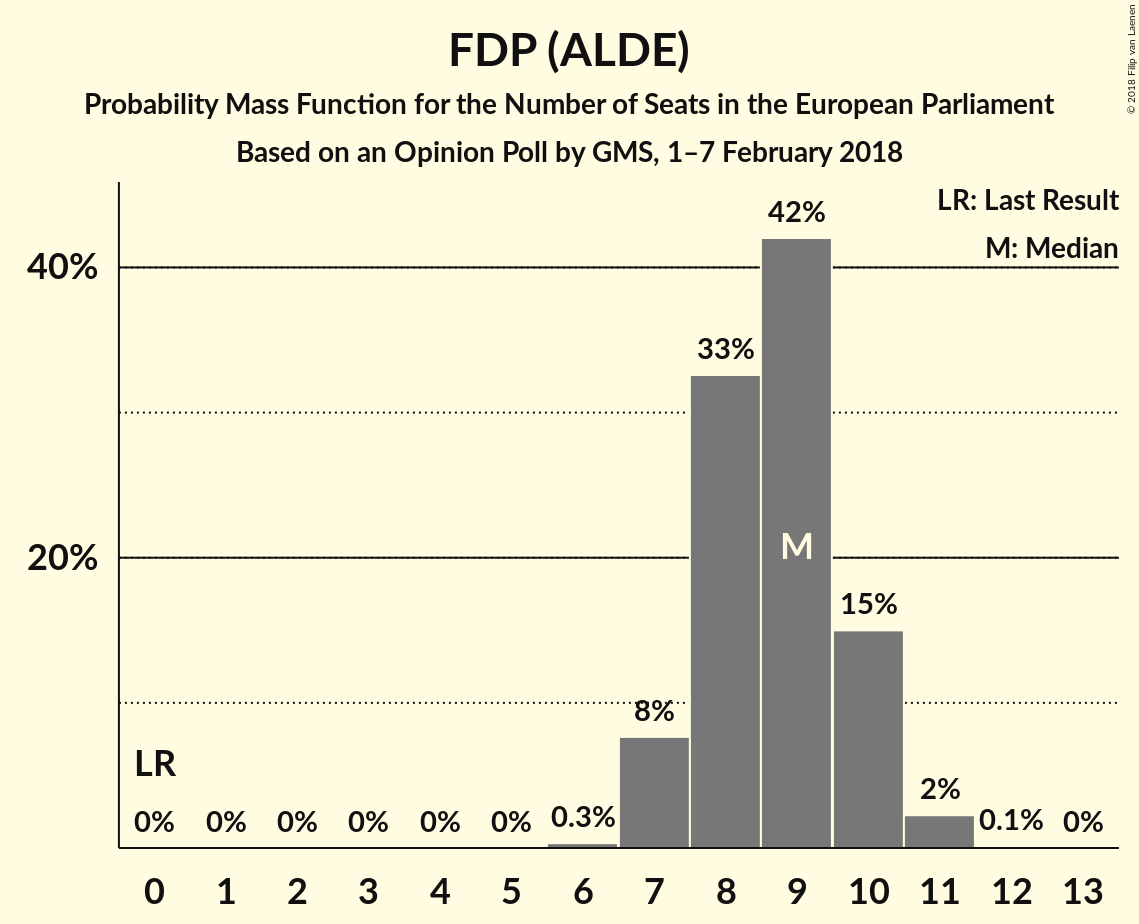 FDP (ALDE)
Probability Mass Function for the Number of Seats in the European Parliament
Based on an Opinion Poll by GMS, 1–7 February 2018
© 2018 Filip van Laenen
LR: Last Result
M: Median
40%
20%
42%
33%
M
15%
8%
LR
2%
0% 0% 0% 0% 0% 0% 0.3% 0.1% 0%
0 1 2 3 4 5 6 7 8 9 10 11 12 13